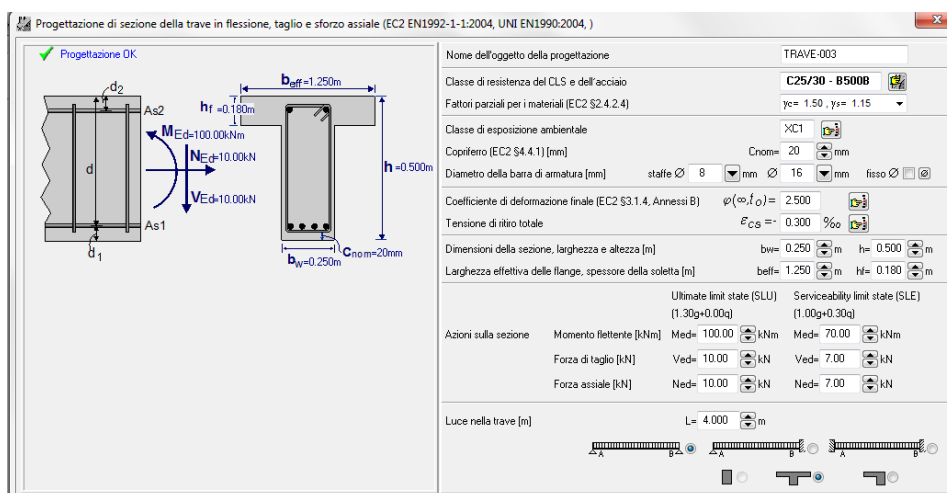 Progettazione di sezione della trave in flessione, taglio e sforzo assiale (EC2 EN1992-1-1:2004, UNI EN1990:2004, )
Progettazione OK
d2
As2
MEd=100.00kNm
NEd=10.00kN
VEd=10.00kN
d
As1
d1
beff=1.250m
hf=0.180m
h=0.500m
bw=0.250m
Cnom=20mm
Nome dell'oggetto della progettazione TRAVE-003
Classe di resistenza del CLS e dell'acciaio C25/30 - B500B
Fattori parziali per i materiali (EC2 §2.4.2.4) γc= 1.50 , γs= 1.15
Classe di esposizione ambientale XC1
Copriferro (EC2 §4.4.1) [mm] Cnom= 20 mm
Diametro della barra di armatura [mm] staffe Ø 8 mm Ø 16 mm fisso Ø Ø
Coefficiente di deformazione finale (EC2 §3.1.4, Annessi B) φ(∞,to)= 2.500
Tensione di ritiro totale εcs =- 0.300 ‰
Dimensioni della sezione, larghezza e altezza [m] bw= 0.250 m h= 0.500 m
Larghezza effettiva delle flange, spessore della soletta [m] beff= 1.250 m hf= 0.180 m
Ultimate limit state (SLU) Serviceability limit state (SLE)
(1.30g+0.00q) (1.00g+0.30q)
Azioni sulla sezione Momento flettente [kNm] Med= 100.00 kNm Med= 70.00 kNm
Forza di taglio [kN] Ved= 10.00 kN Ved= 7.00 kN
Forza assiale [kN] Ned= 10.00 kN Ned= 7.00 kN
Luce nella trave [m] L= 4.000 m
A B A B A B